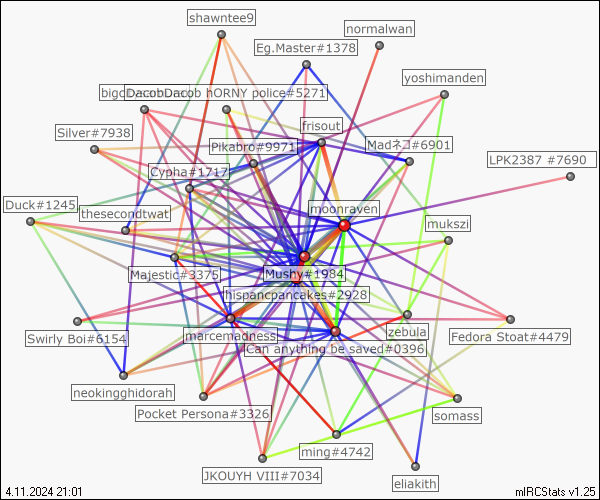 shawntee9
normalwan
Eg.Master#1378
yoshimanden
DacobDacob hORNY police#5271
frisout
Silver#7938
Pikabro#9971
Madネコ#6901
LPK2387 #7690
Cypha#1717
Duck#1245
thesecondtwat
moonraven
mukszi
Majestic#3375
Mushy#1984
hispancpancakes#2928
Swirly Boi#6154
marcemadness
zebula
Fedora Stoat#4479
Can anything be saved#0396
neokingghidorah
Pocket Persona#3326
somass
ming#4742
JKOUYH VIII#7034
eliakith
4.11.2024 21:01
mIRCStats v1.25